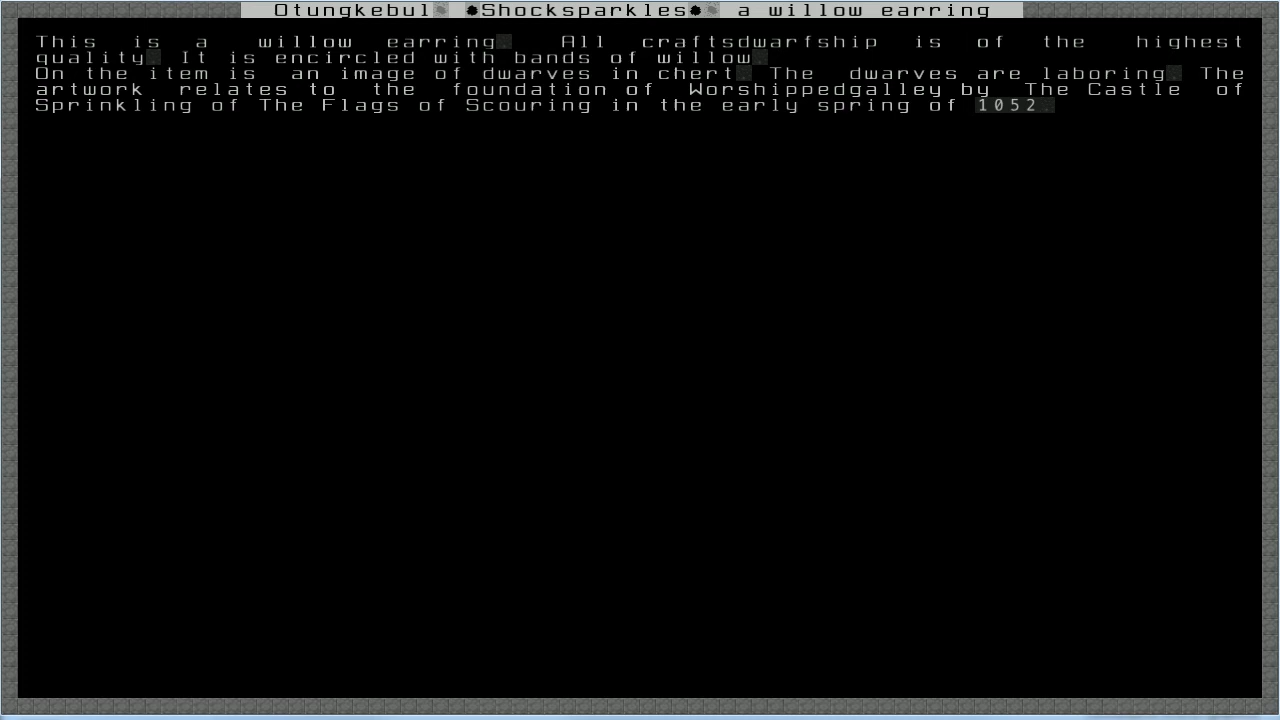 Otungkebul Shocksparkles a willow earring
This is a willow earring. All craftsdwarfship is of the highest
quality. It is encircled with bands of willow.
On the item is an image of dwarves in chert. The dwarves are laboring. The
artwork relates to the foundation of Worshippedgalley by The Castle of
Sprinkling of The Flags of Scouring in the early spring of 1052.